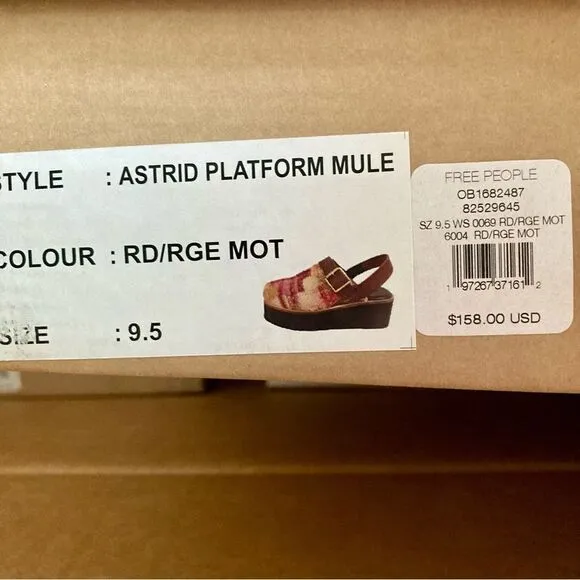 STYLE : ASTRID PLATFORM MULE
COLOUR : RD/RGE MOT
SIZE : 9.5
FREE PEOPLE
OB1682487
82529645
SZ 9.5 WS 0069 RD/RGE MOT
6004 RD/RGE MOT
1 97267 37161 2
$158.00 USD